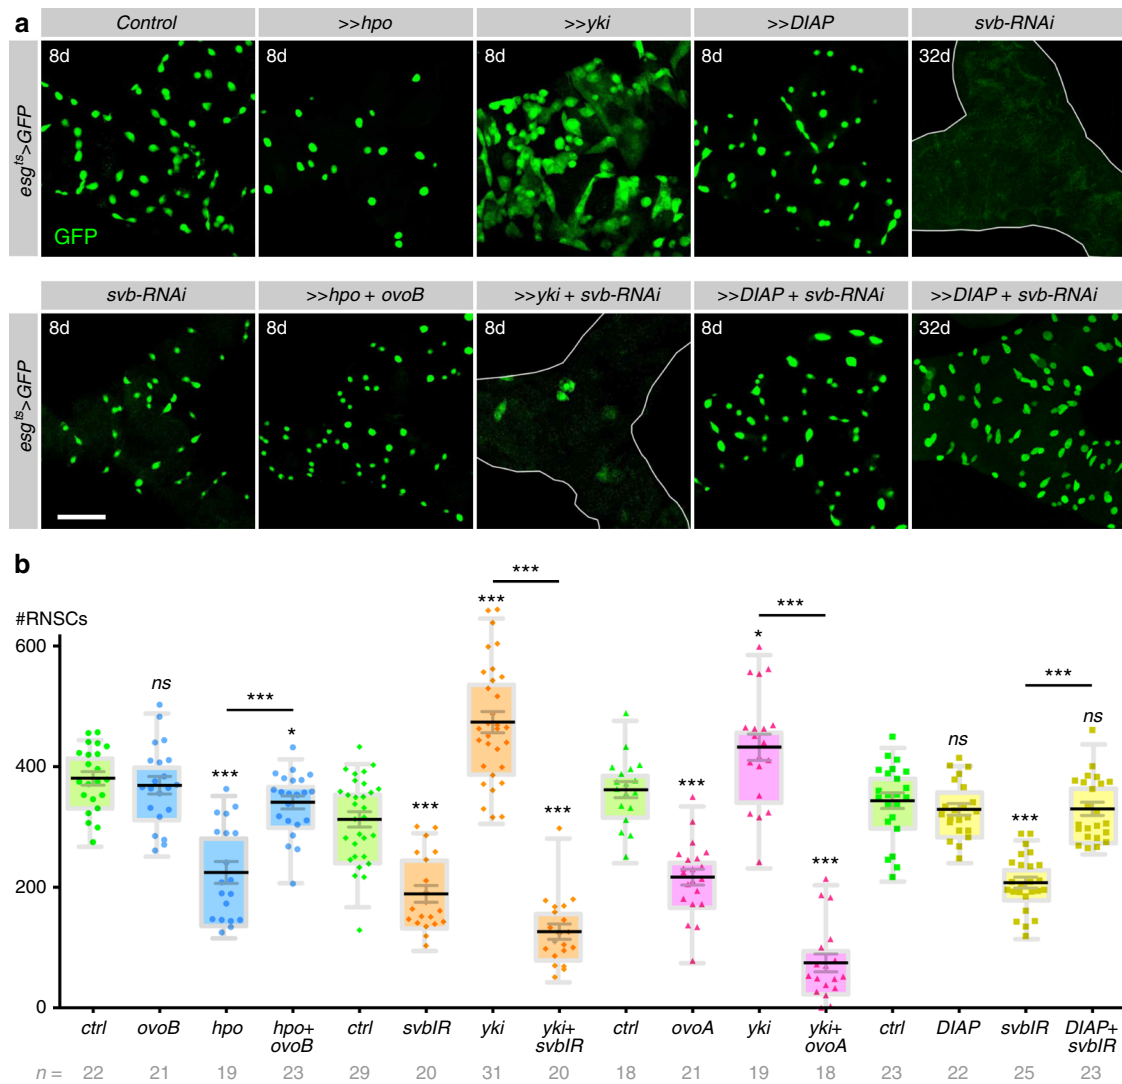 a
Control
>>hpo
>>yki
>>DIAP
svb-RNAi
esgts>GFP
8d
8d
8d
8d
32d
GFP
svb-RNAi
>>hpo + ovoB
>>yki + svb-RNAi
>>DIAP + svb-RNAi
>>DIAP + svb-RNAi
esgts>GFP
8d
8d
8d
8d
32d
b
#RNSCs
600
400
200
0
ns
***
***
*
***
***
***
***
***
*
***
***
ns
***
***
ns
ctrl ovoB hpo hpo+ ctrl svbIR yki yki+ ctrl ovoA yki yki+ ctrl DIAP svbIR DIAP+
ovoB svbIR ovoA svbIR
n = 22 21 19 23 29 20 31 20 18 21 19 18 23 22 25 23